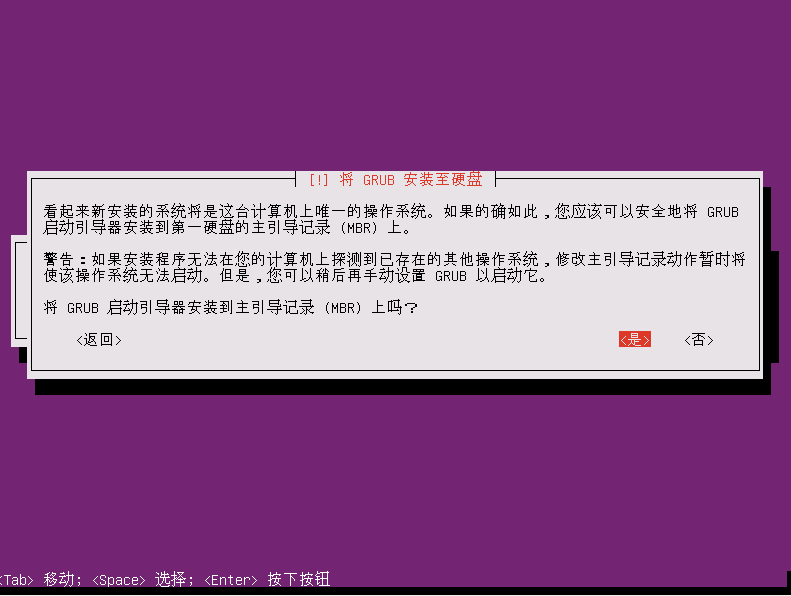 [!] 将 GRUB 安装至硬盘
看起来新安装的系统将是这台计算机上唯一的操作系统。如果的确如此，您应该可以安全地将 GRUB
启动引导器安装到第一硬盘的主引导记录 (MBR) 上。
警告：如果安装程序无法在您的计算机上探测到已存在的其他操作系统，修改主引导记录动作暂时将
使该操作系统无法启动。但是，您可以稍后再手动设置 GRUB 以启动它。
将 GRUB 启动引导器安装到主引导记录 (MBR) 上吗？
<返回> <是> <否>
<Tab> 移动; <Space> 选择; <Enter> 按下按钮